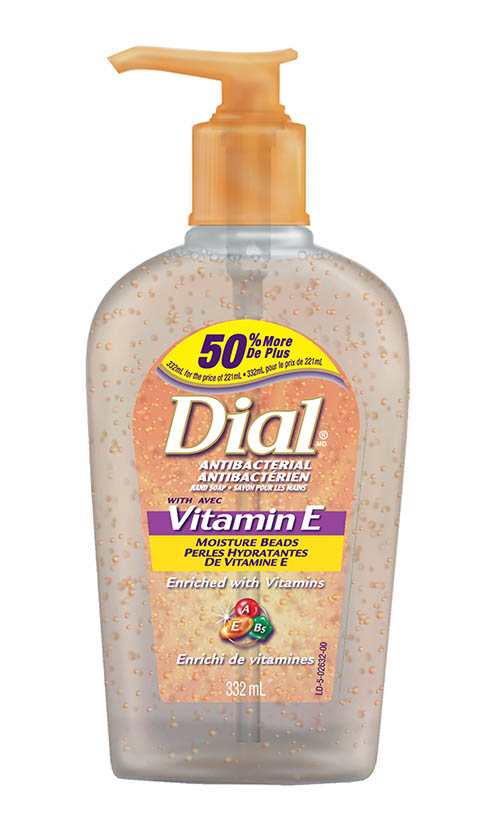 50% More
De Plus
332mL for the price of 221mL • 332mL pour le prix de 221mL
Dial®
MD
ANTIBACTERIAL
ANTIBACTÉRIEN
HAND SOAP • SAVON POUR LES MAINS
WITH AVEC
Vitamin E
MOISTURE BEADS
PERLES HYDRATANTES
DE VITAMINE E
Enriched with Vitamins
A
E B5
Enrichi de vitamines
332 mL
LD-5-02832-00